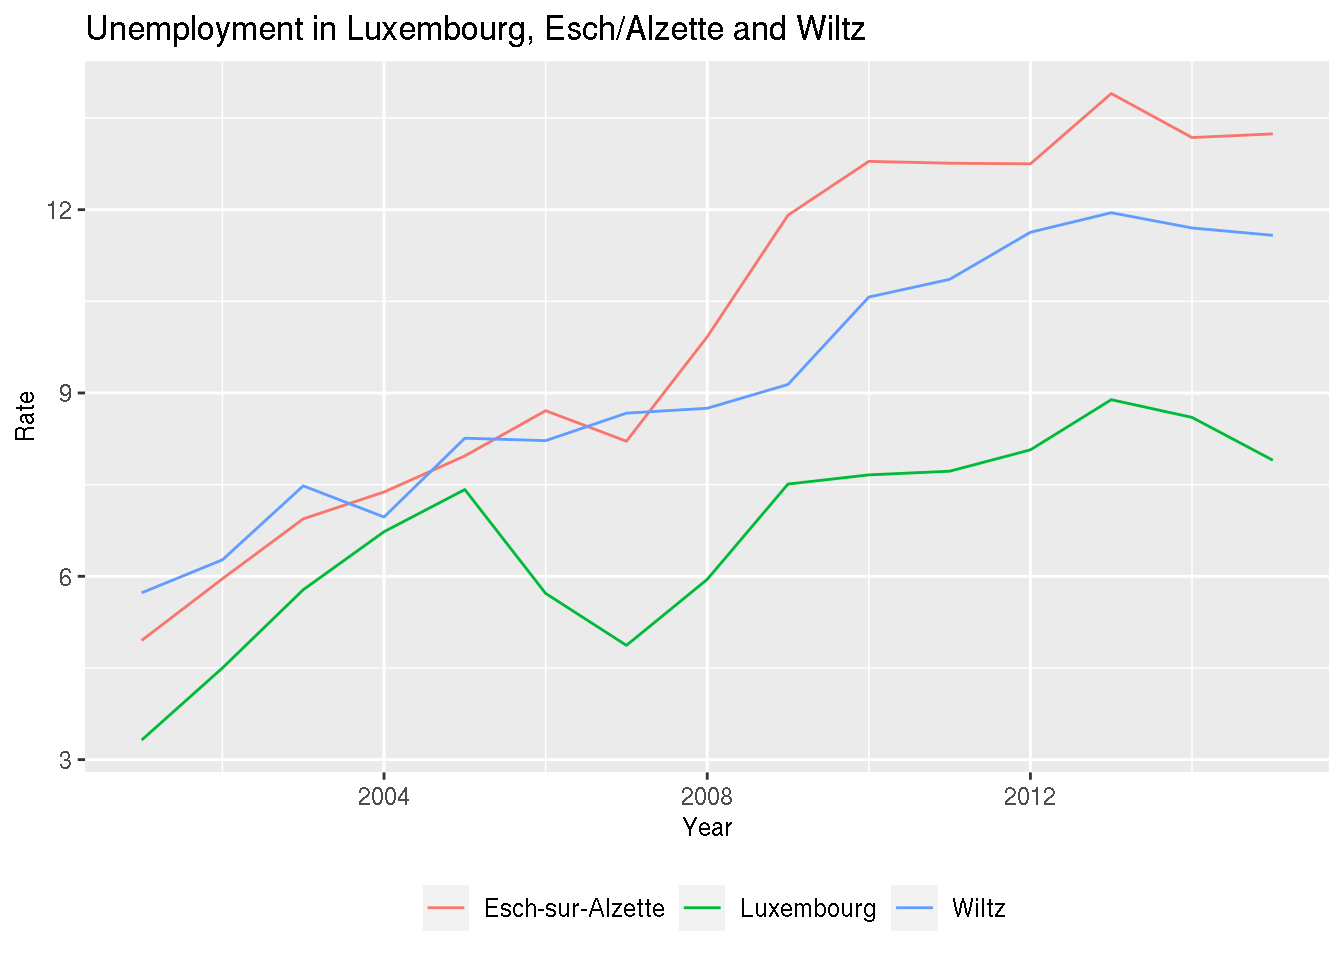 Unemployment in Luxembourg, Esch/Alzette and Wiltz
Rate
12
9
6
3
2004 2008 2012
Year
Esch-sur-Alzette Luxembourg Wiltz